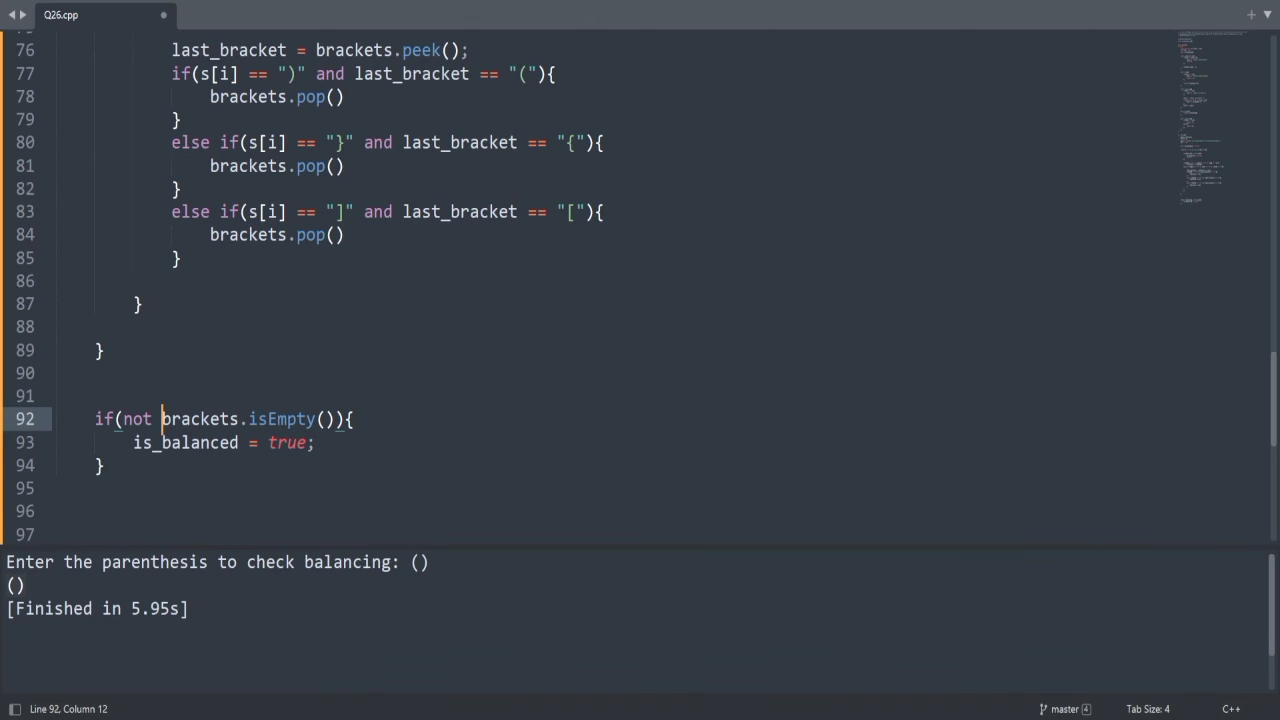 Q26.cpp
76 last_bracket = brackets.peek();
77 if(s[i] == ")" and last_bracket == "("){
78 brackets.pop()
79 }
80 else if(s[i] == "}" and last_bracket == "{"){
81 brackets.pop()
82 }
83 else if(s[i] == "]" and last_bracket == "["){
84 brackets.pop()
85 }
86
87 }
88
89 }
90
91
92 if(not brackets.isEmpty()){
93 is_balanced = true;
94 }
95
96
97
Enter the parenthesis to check balancing: ()
()
[Finished in 5.95s]
Line 92, Column 12 master 4 Tab Size: 4 C++